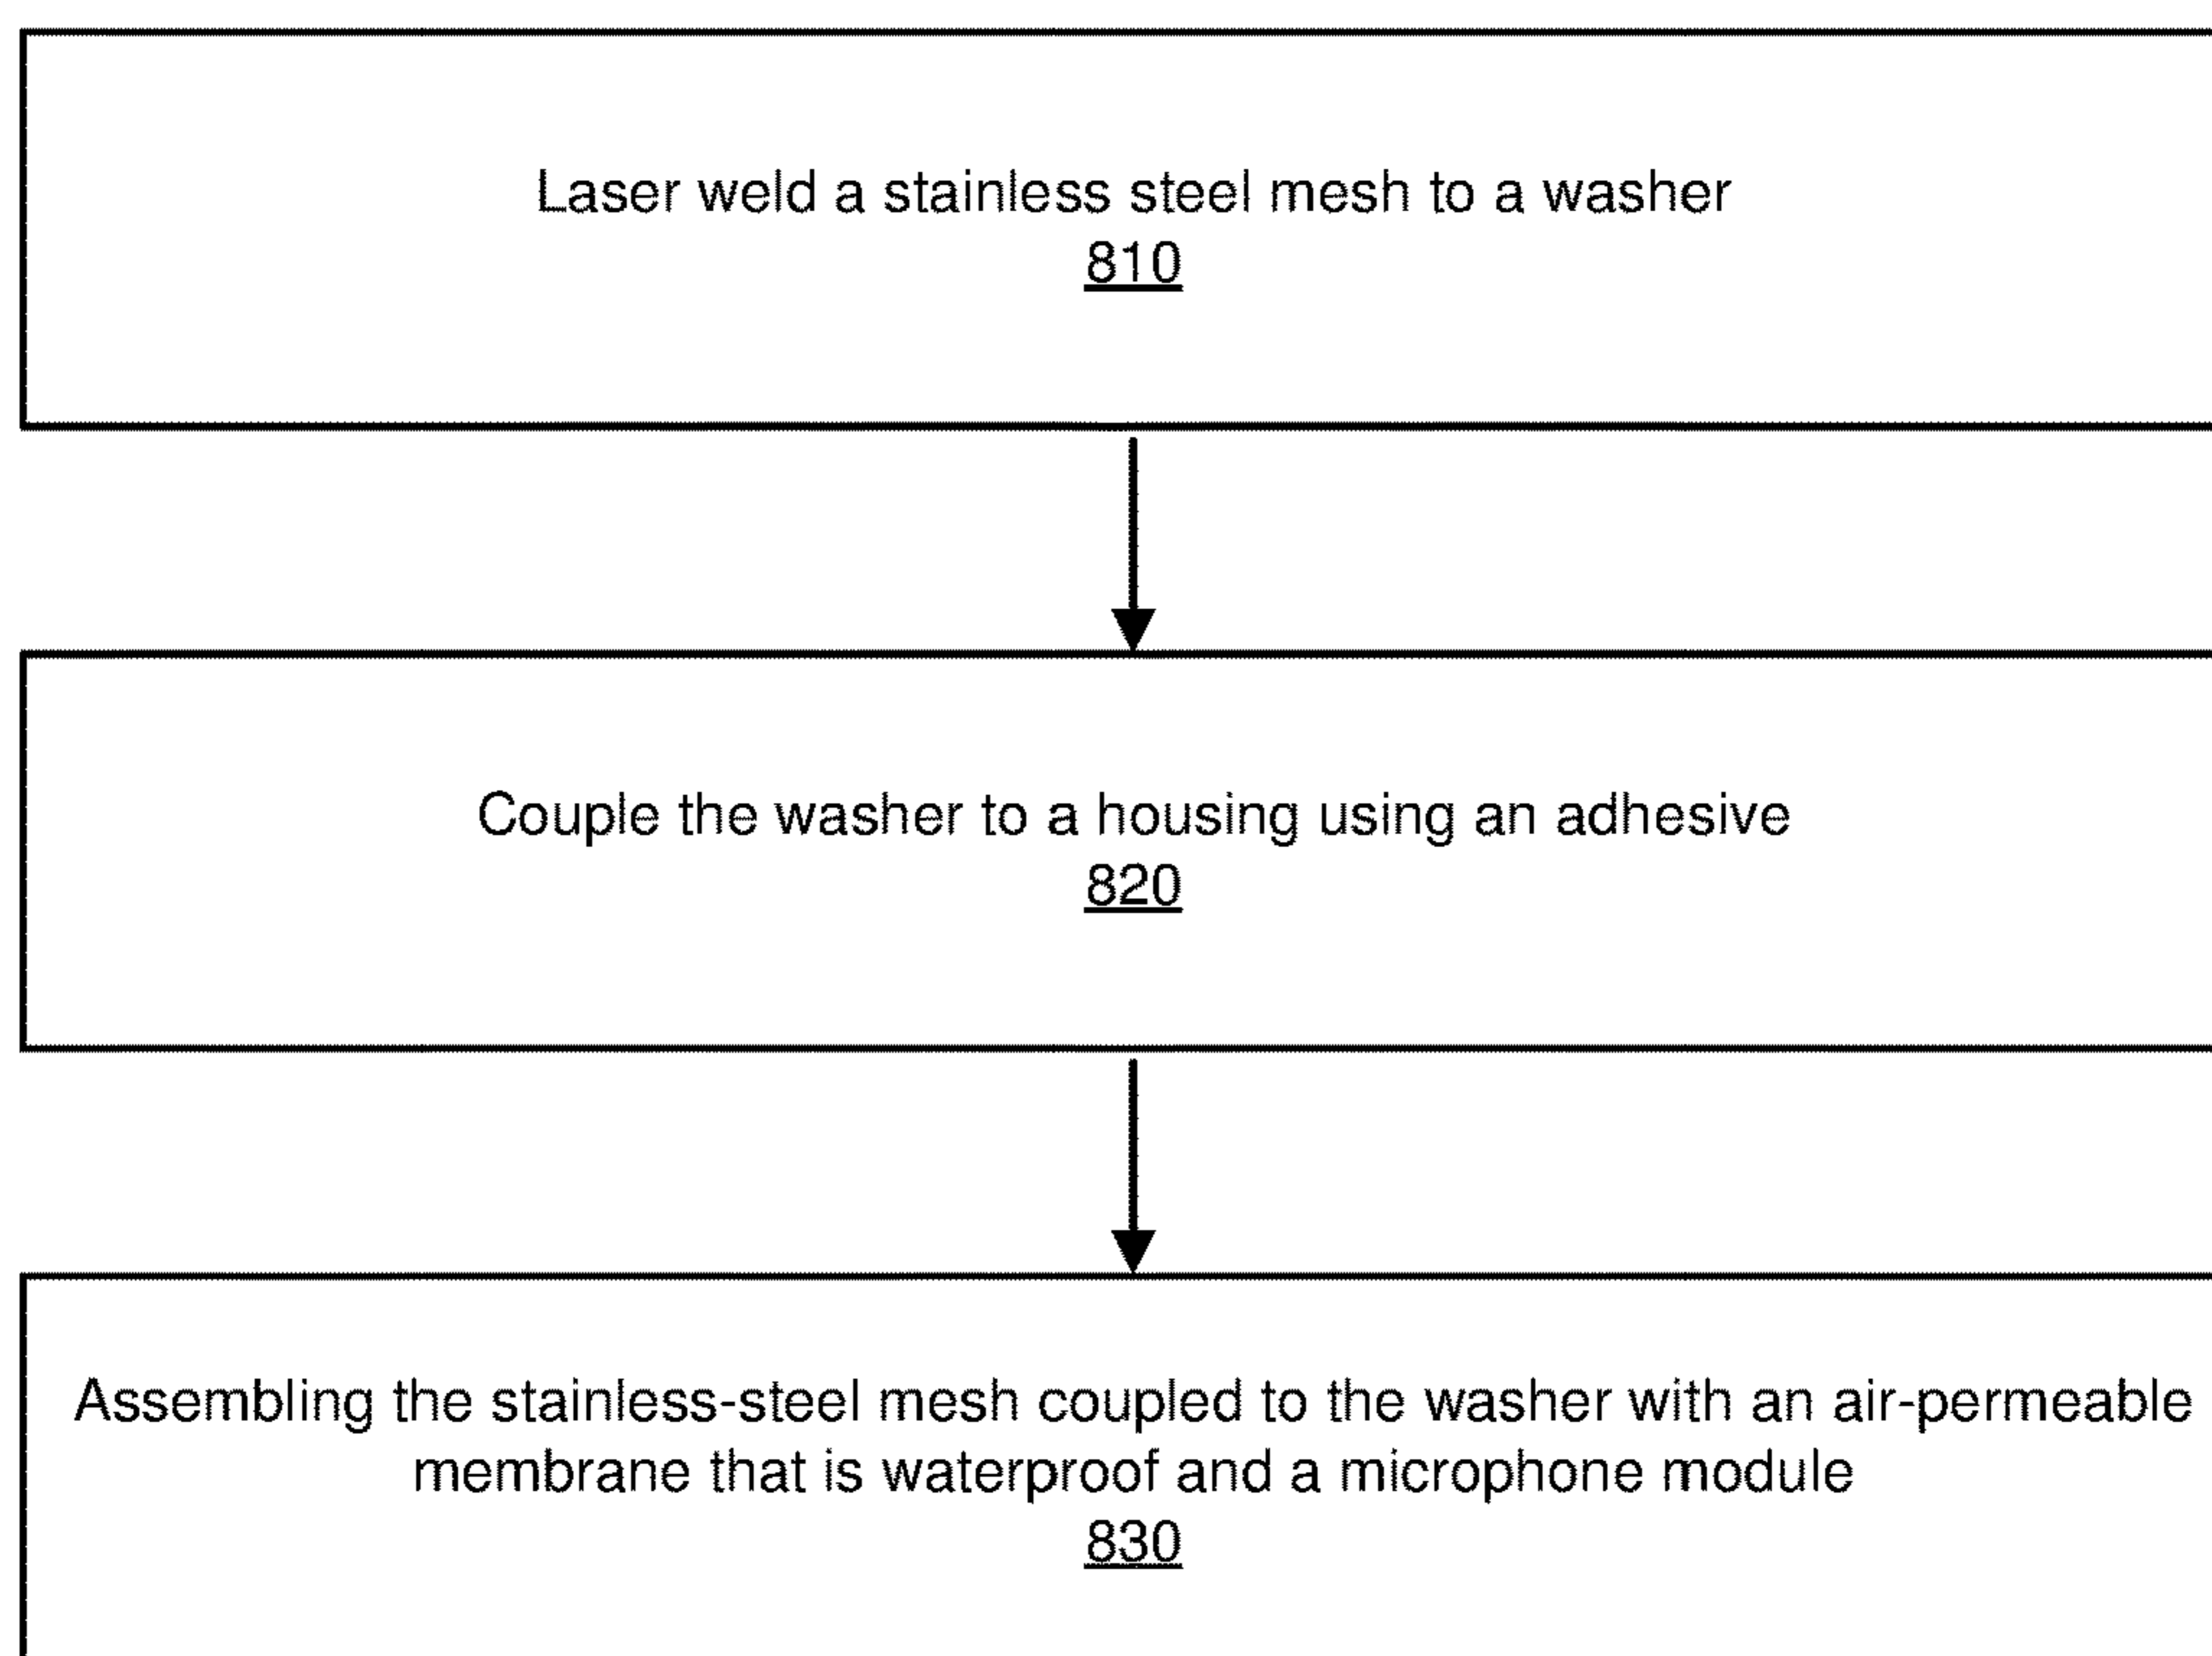 Laser weld a stainless steel mesh to a washer
810
Couple the washer to a housing using an adhesive
820
Assembling the stainless-steel mesh coupled to the washer with an air-permeable
membrane that is waterproof and a microphone module
830